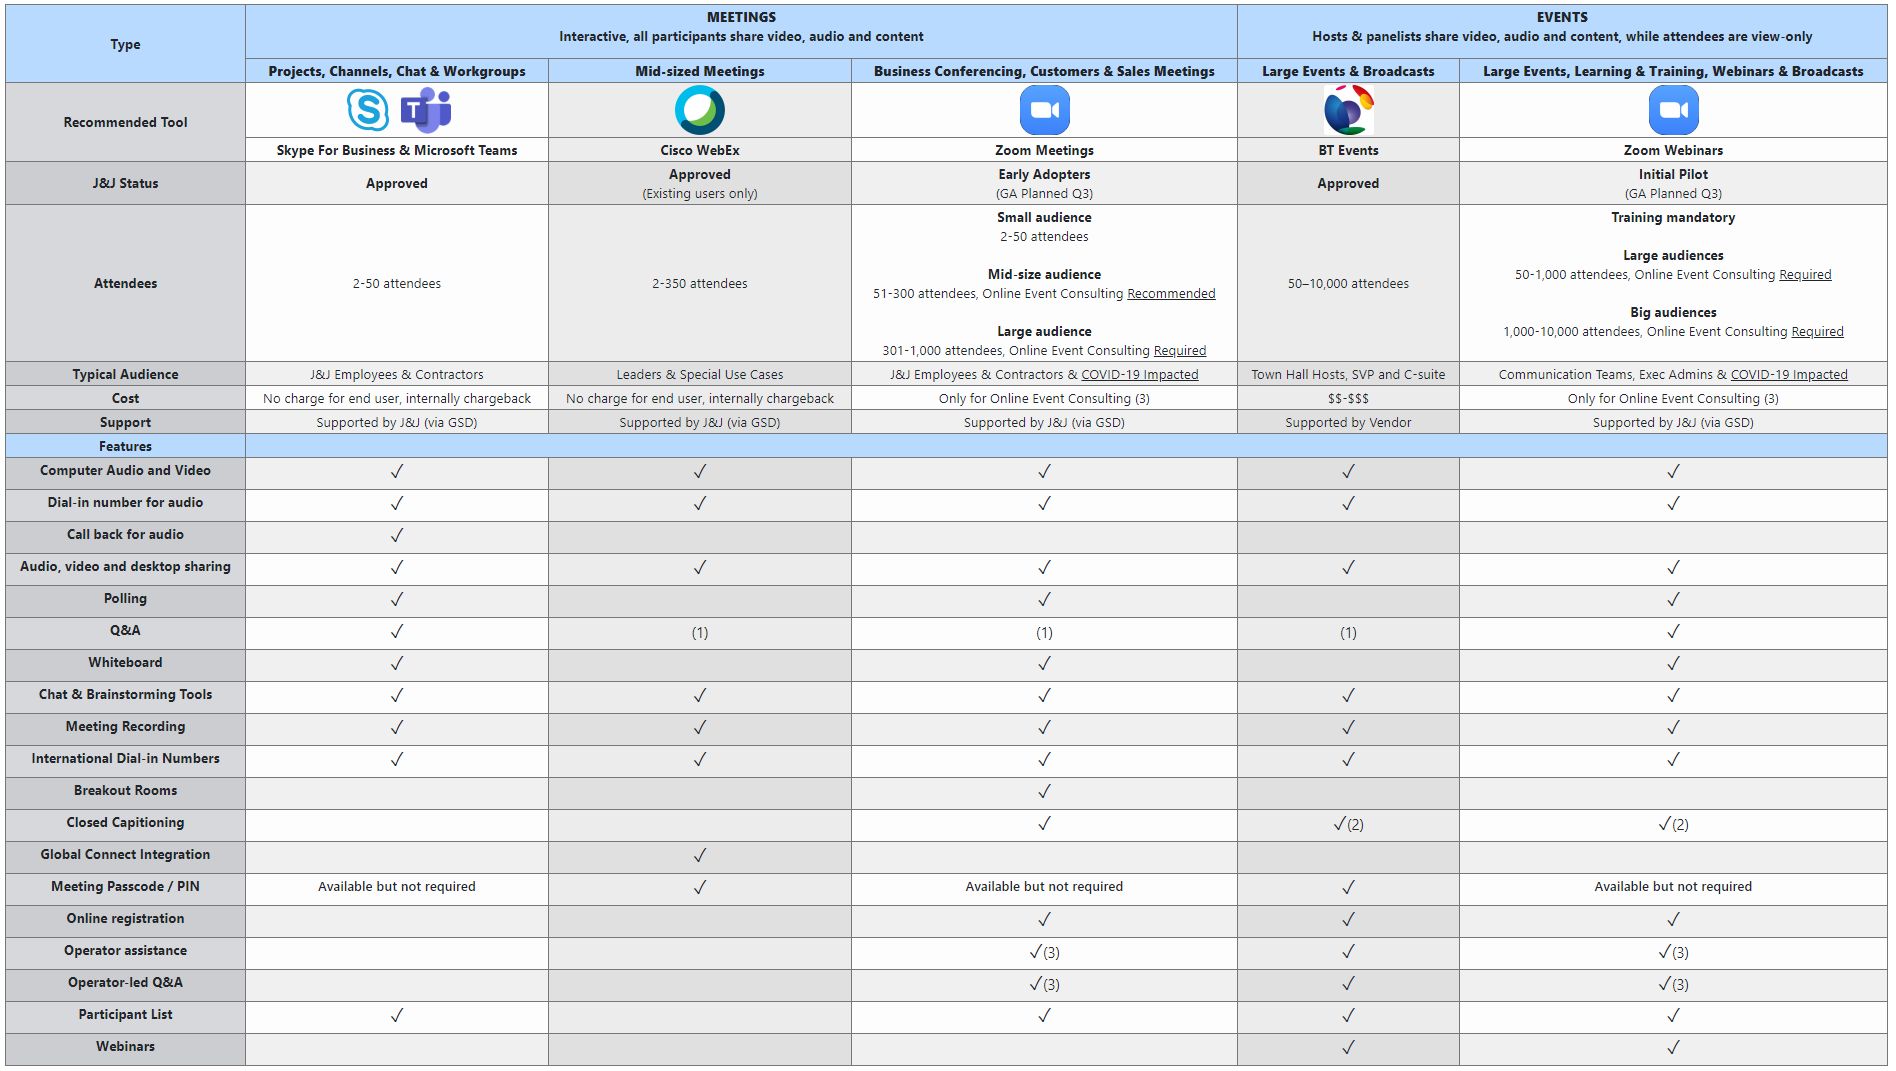 Type
MEETINGS
Interactive, all participants share video, audio and content
EVENTS
Hosts & panelists share video, audio and content, while attendees are view-only
Projects, Channels, Chat & Workgroups
Mid-sized Meetings
Business Conferencing, Customers & Sales Meetings
Large Events & Broadcasts
Large Events, Learning & Training, Webinars & Broadcasts
Recommended Tool
S
T
Skype For Business & Microsoft Teams
Cisco WebEx
Zoom Meetings
BT Events
Zoom Webinars
J&J Status
Approved
Approved
(Existing users only)
Early Adopters
(GA Planned Q3)
Approved
Initial Pilot
(GA Planned Q3)
Attendees
2-50 attendees
2-350 attendees
Small audience
2-50 attendees
Mid-size audience
51-300 attendees, Online Event Consulting Recommended
Large audience
301-1,000 attendees, Online Event Consulting Required
50–10,000 attendees
Training mandatory
Large audiences
50-1,000 attendees, Online Event Consulting Required
Big audiences
1,000-10,000 attendees, Online Event Consulting Required
Typical Audience
J&J Employees & Contractors
Leaders & Special Use Cases
J&J Employees & Contractors & COVID-19 Impacted
Town Hall Hosts, SVP and C-suite
Communication Teams, Exec Admins & COVID-19 Impacted
Cost
No charge for end user, internally chargeback
No charge for end user, internally chargeback
Only for Online Event Consulting (3)
$$-$$$
Only for Online Event Consulting (3)
Support
Supported by J&J (via GSD)
Supported by J&J (via GSD)
Supported by J&J (via GSD)
Supported by Vendor
Supported by J&J (via GSD)
Features
Computer Audio and Video
✓ ✓ ✓ ✓ ✓
Dial-in number for audio
✓ ✓ ✓ ✓ ✓
Call back for audio
✓
Audio, video and desktop sharing
✓ ✓ ✓ ✓ ✓
Polling
✓ ✓ ✓
Q&A
✓ (1) (1) (1) ✓
Whiteboard
✓ ✓ ✓
Chat & Brainstorming Tools
✓ ✓ ✓ ✓ ✓
Meeting Recording
✓ ✓ ✓ ✓ ✓
International Dial-in Numbers
✓ ✓ ✓ ✓ ✓
Breakout Rooms
✓
Closed Capitioning
✓ ✓(2) ✓(2)
Global Connect Integration
✓
Meeting Passcode / PIN
Available but not required
✓
Available but not required
✓
Available but not required
Online registration
✓ ✓ ✓
Operator assistance
✓(3) ✓ ✓(3)
Operator-led Q&A
✓(3) ✓ ✓(3)
Participant List
✓ ✓ ✓ ✓
Webinars
✓ ✓